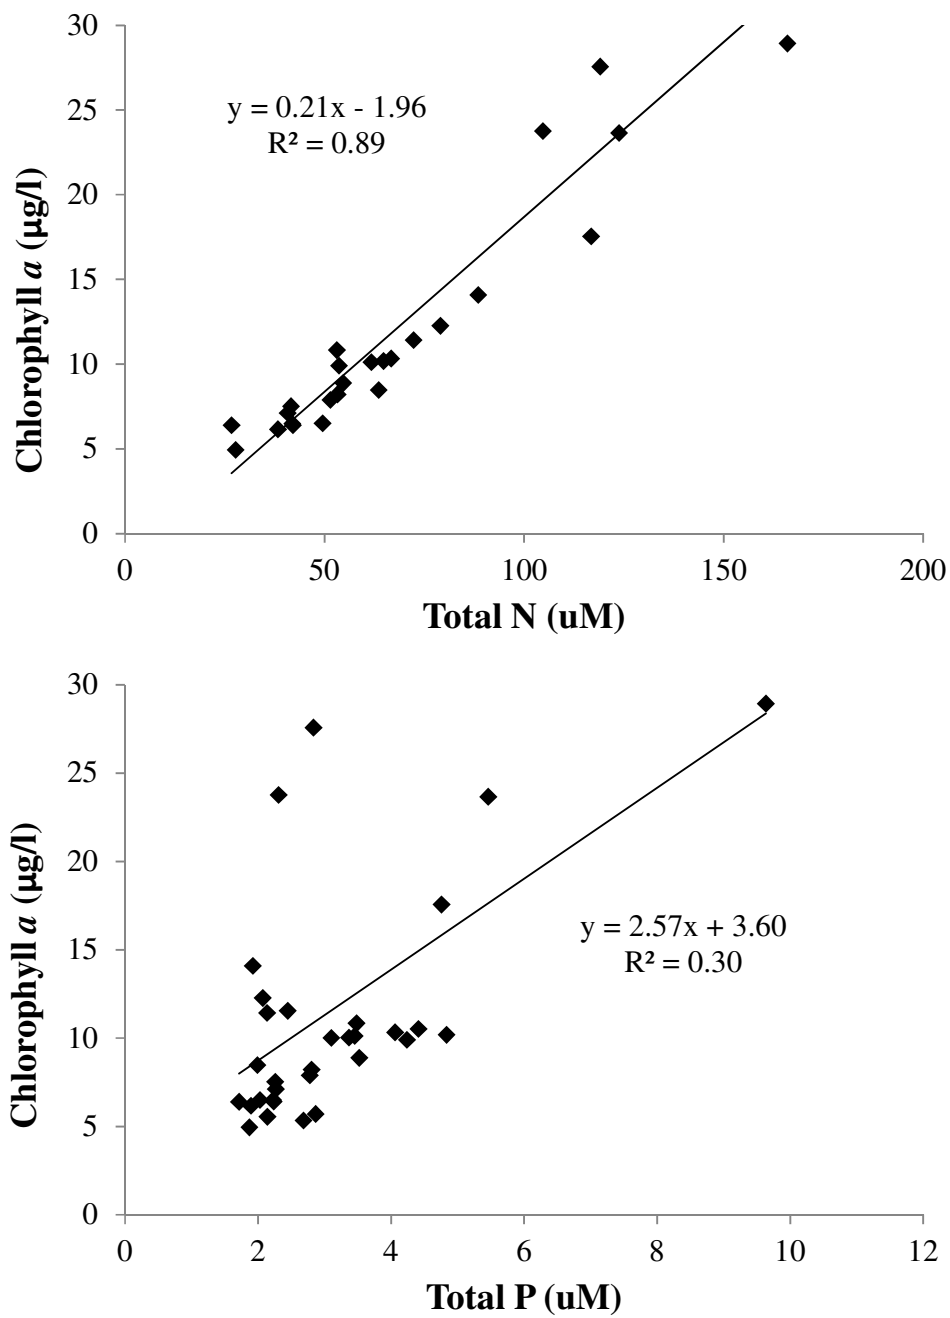 30
25
20
15
10
5
0
y = 0.21x - 1.96
R² = 0.89
Chlorophyll a (µg/l)
0 50 100 150 200
Total N (uM)
30
25
20
15
10
5
0
y = 2.57x + 3.60
R² = 0.30
Chlorophyll a (µg/l)
0 2 4 6 8 10 12
Total P (uM)